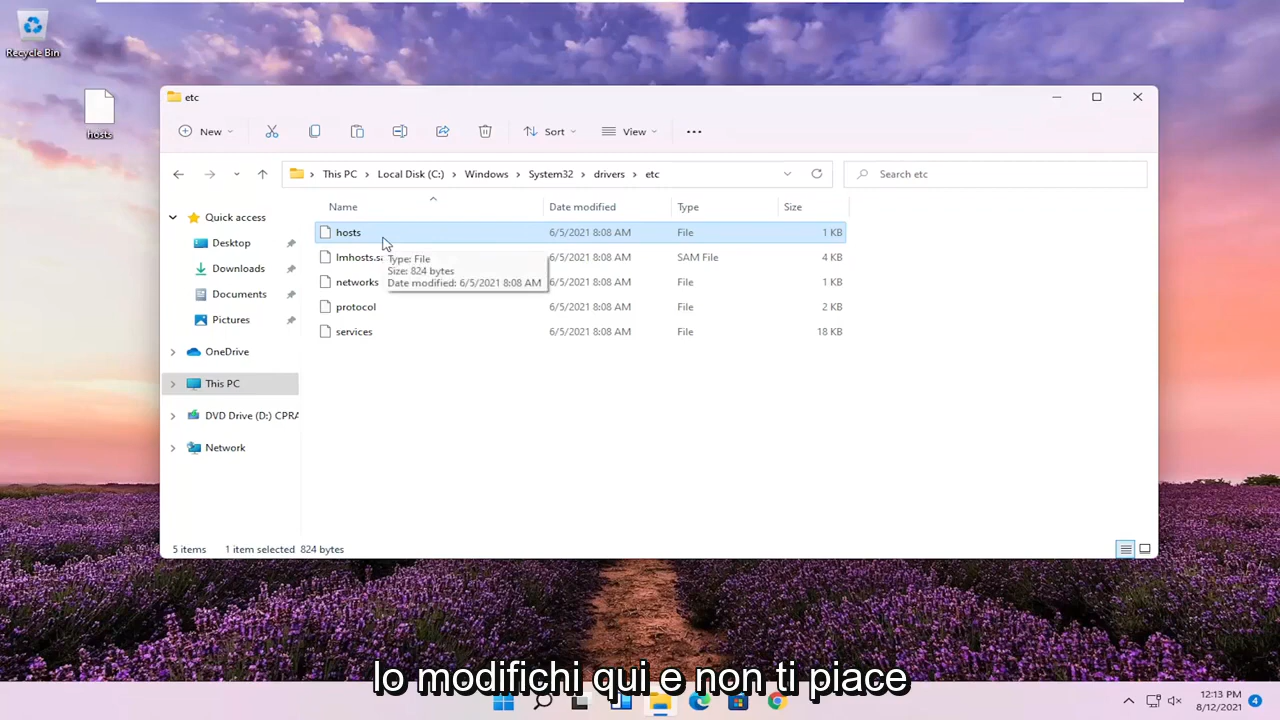 Recycle Bin
hosts
etc
New
Sort
View
This PC
Local Disk (C:)
Windows
System32
drivers
etc
Search etc
Name
Date modified
Type
Size
Quick access
Desktop
Downloads
Documents
Pictures
OneDrive
This PC
DVD Drive (D:) CPRA
Network
hosts 6/5/2021 8:08 AM File 1 KB
lmhosts.sa 6/5/2021 8:08 AM SAM File 4 KB
networks 6/5/2021 8:08 AM File 1 KB
protocol 6/5/2021 8:08 AM File 2 KB
services 6/5/2021 8:08 AM File 18 KB
Type: File
Size: 824 bytes
Date modified: 6/5/2021 8:08 AM
5 items 1 item selected 824 bytes
lo modifichi qui e non ti piace
12:13 PM
8/12/2021
4